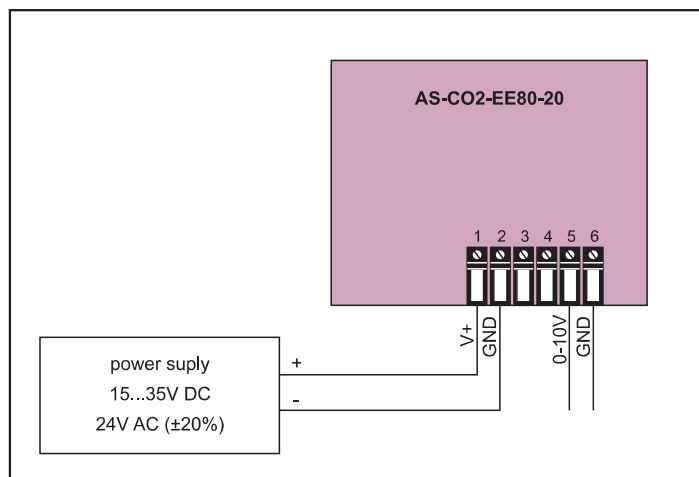 AS-CO2-EE80-20
1 2 3 4 5 6
V+
GND
0-10V
GND
power suply
15...35V DC
24V AC (±20%)
+
-